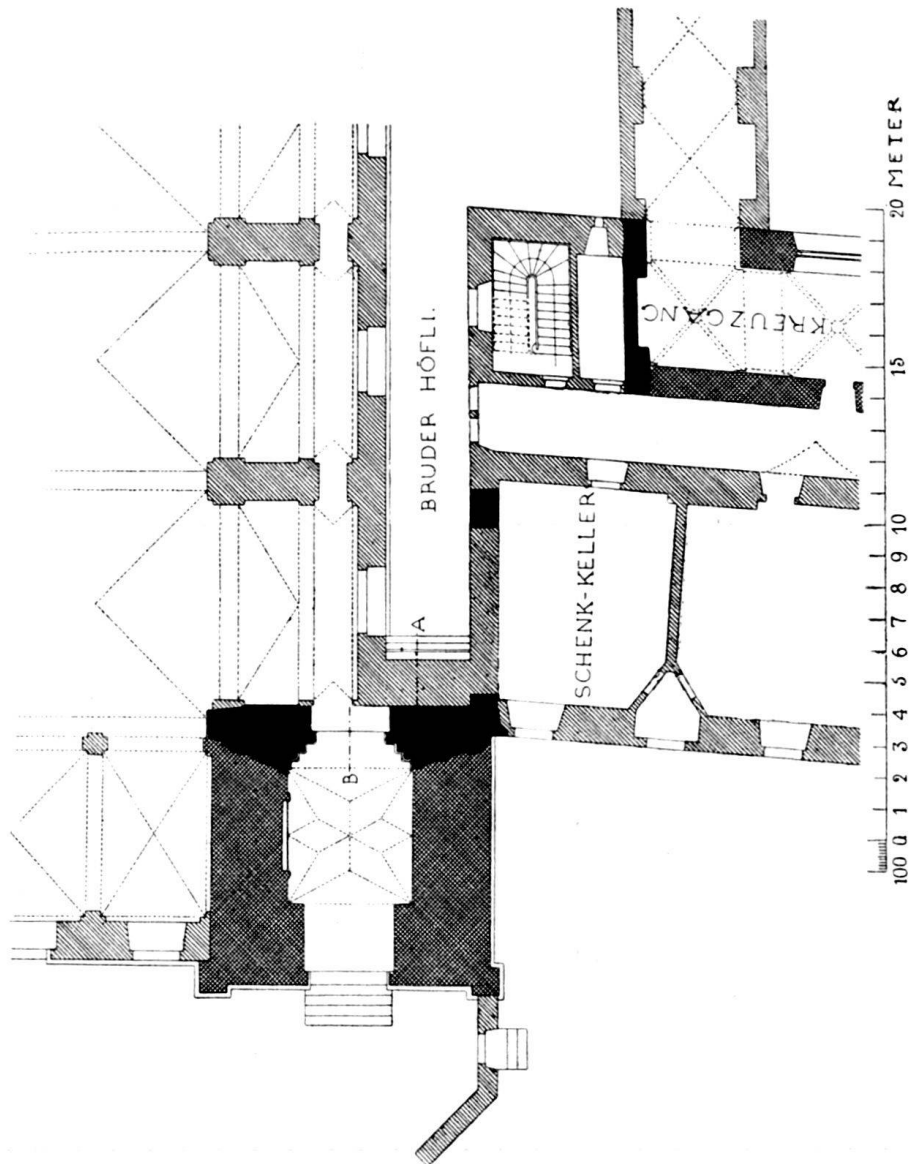 BRUDER HÖFLI.
KREUZGANG
SCHENK-KELLER
A
B
100 0 1 2 3 4 5 6 7 8 9 10 15 20 METER